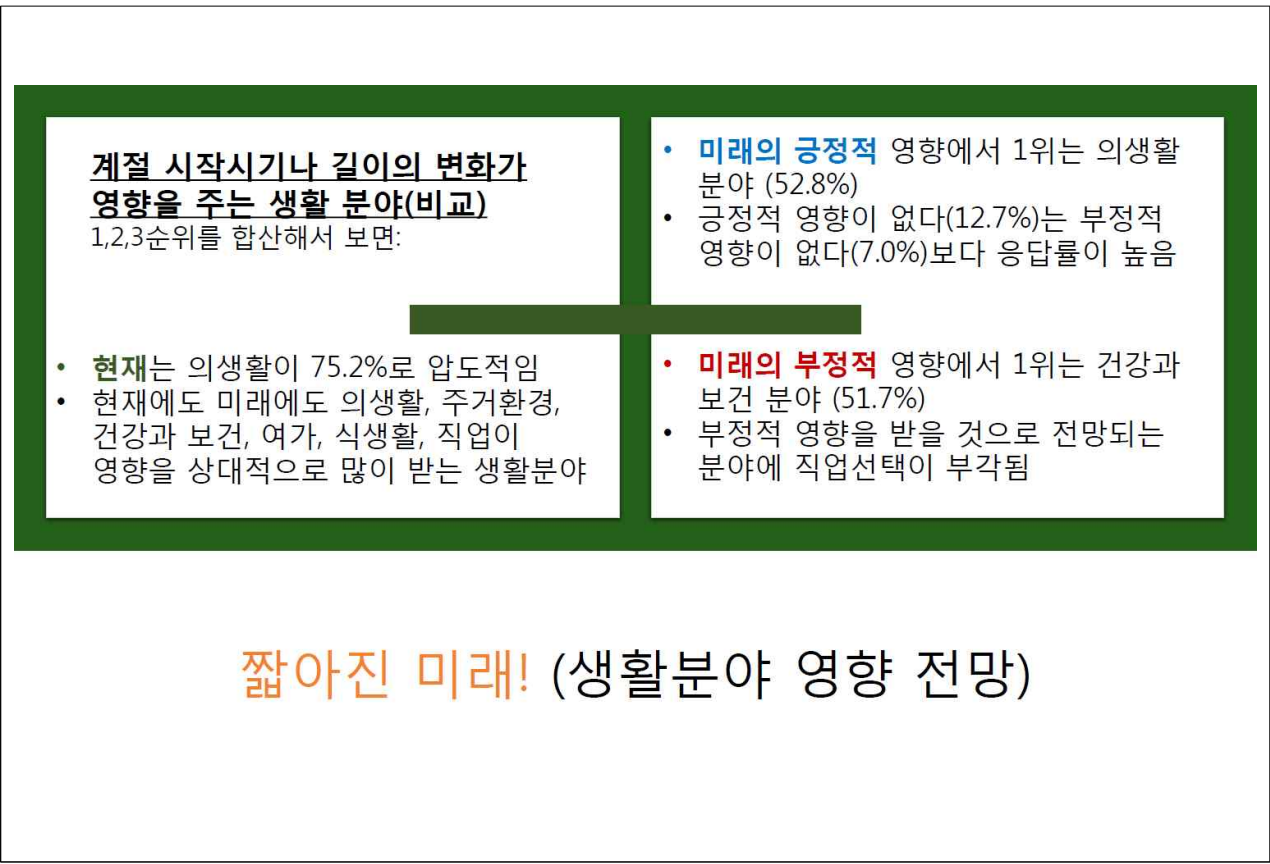 계절 시작시기나 길이의 변화가
영향을 주는 생활 분야(비교)
1,2,3순위를 합산해서 보면:
• 현재는 의생활이 75.2%로 압도적임
• 현재에도 미래에도 의생활, 주거환경,
건강과 보건, 여가, 식생활, 직업이
영향을 상대적으로 많이 받는 생활분야
• 미래의 긍정적 영향에서 1위는 의생활
분야 (52.8%)
• 긍정적 영향이 없다(12.7%)는 부정적
영향이 없다(7.0%)보다 응답률이 높음
• 미래의 부정적 영향에서 1위는 건강과
보건 분야 (51.7%)
• 부정적 영향을 받을 것으로 전망되는
분야에 직업선택이 부각됨
짧아진 미래! (생활분야 영향 전망)